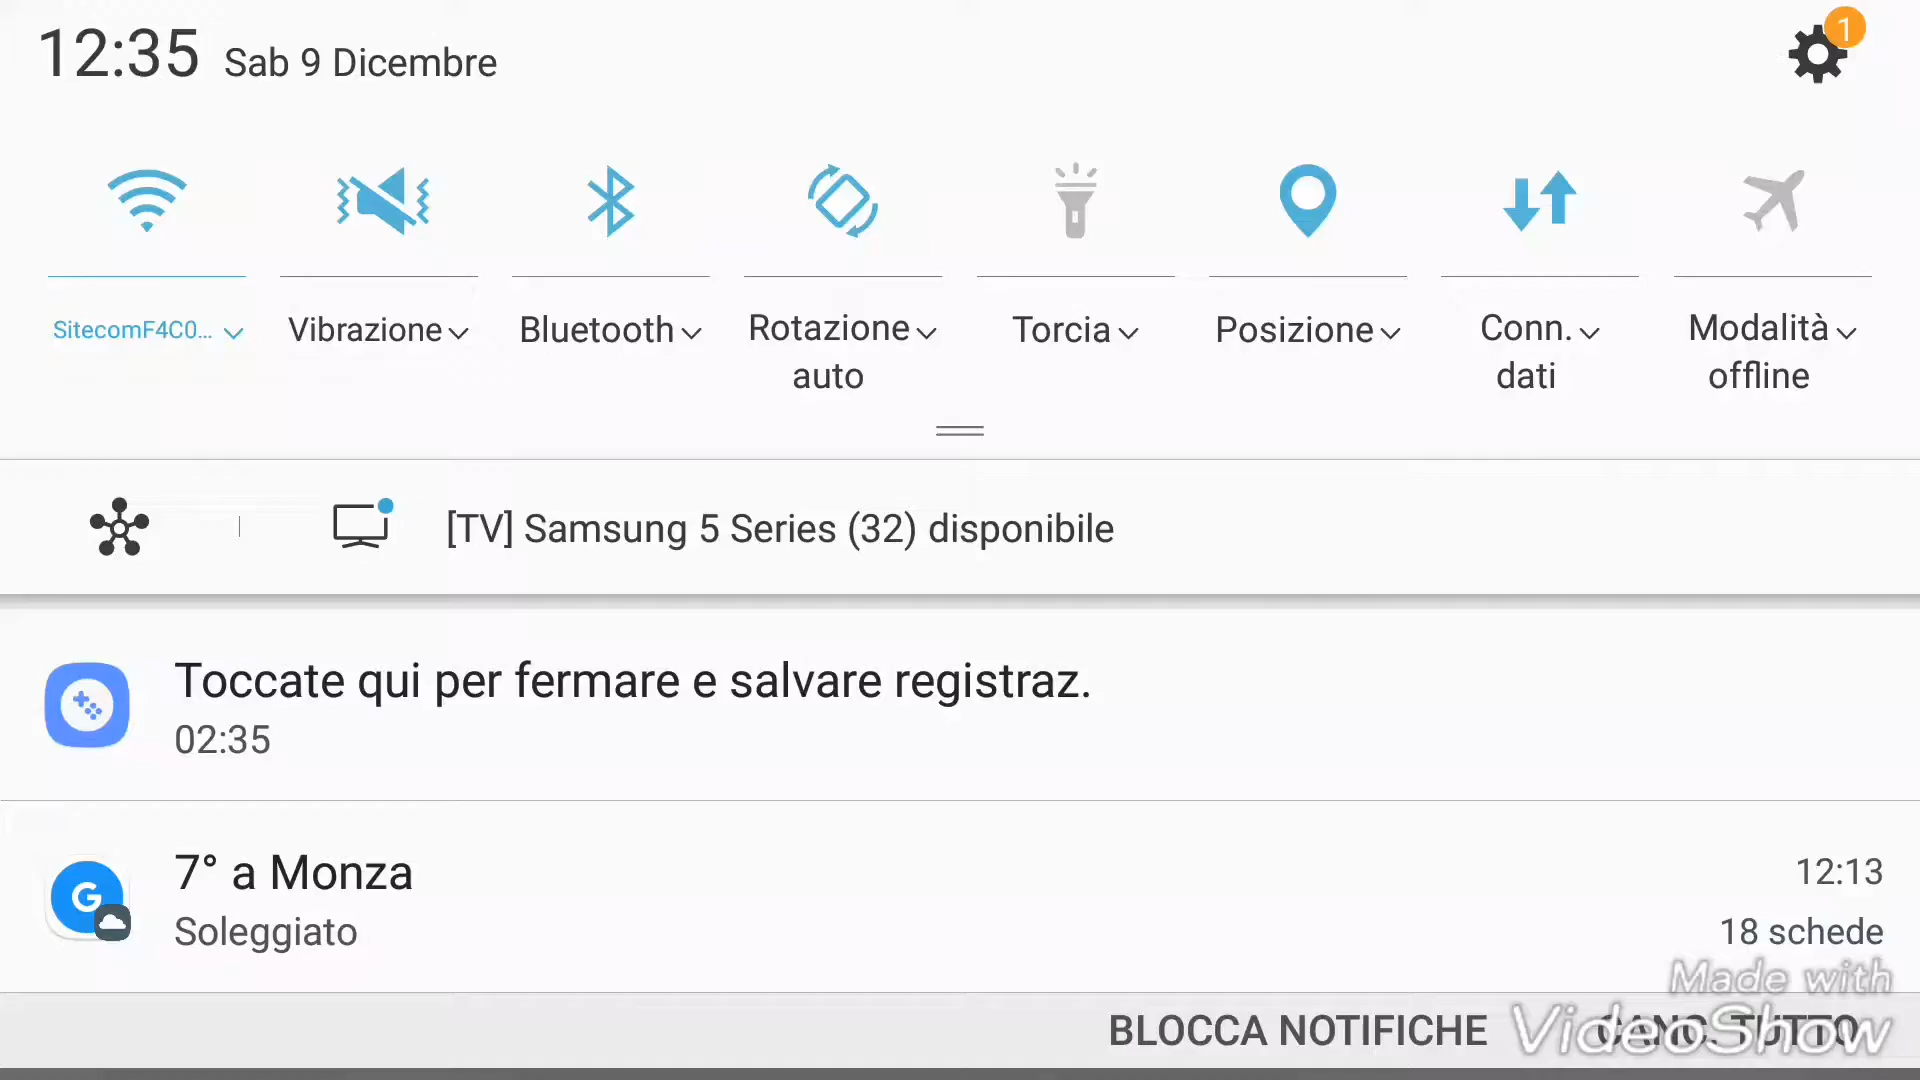 12:35 Sab 9 Dicembre
1
SitecomF4C0... Vibrazione Bluetooth Rotazione auto Torcia Posizione Conn. dati Modalità offline
[TV] Samsung 5 Series (32) disponibile
Toccate qui per fermare e salvare registraz.
02:35
7° a Monza 12:13
G
Soleggiato 18 schede
Made with
BLOCCA NOTIFICHE CANC. TUTTO
VideoShow